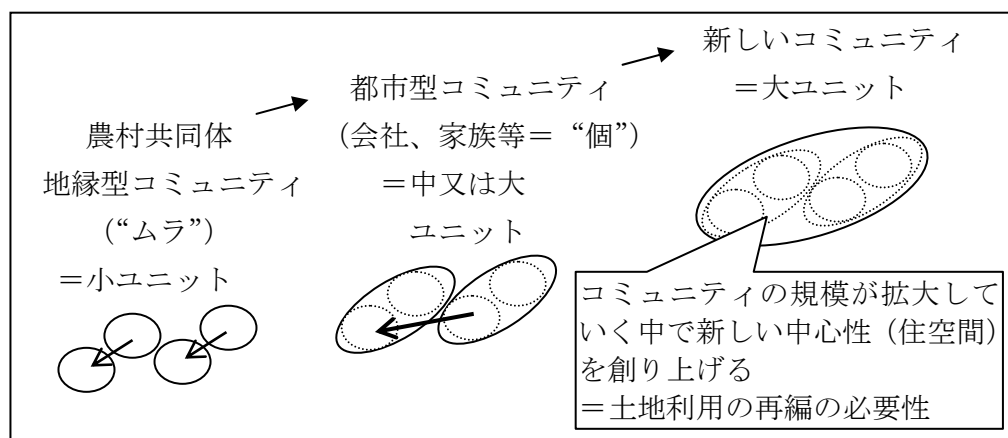 農村共同体
地縁型コミュニティ
(“ムラ”)
＝小ユニット
都市型コミュニティ
(会社、家族等＝“個”)
＝中又は大
ユニット
新しいコミュニティ
＝大ユニット
コミュニティの規模が拡大して
いく中で新しい中心性（住空間）
を創り上げる
＝土地利用の再編の必要性